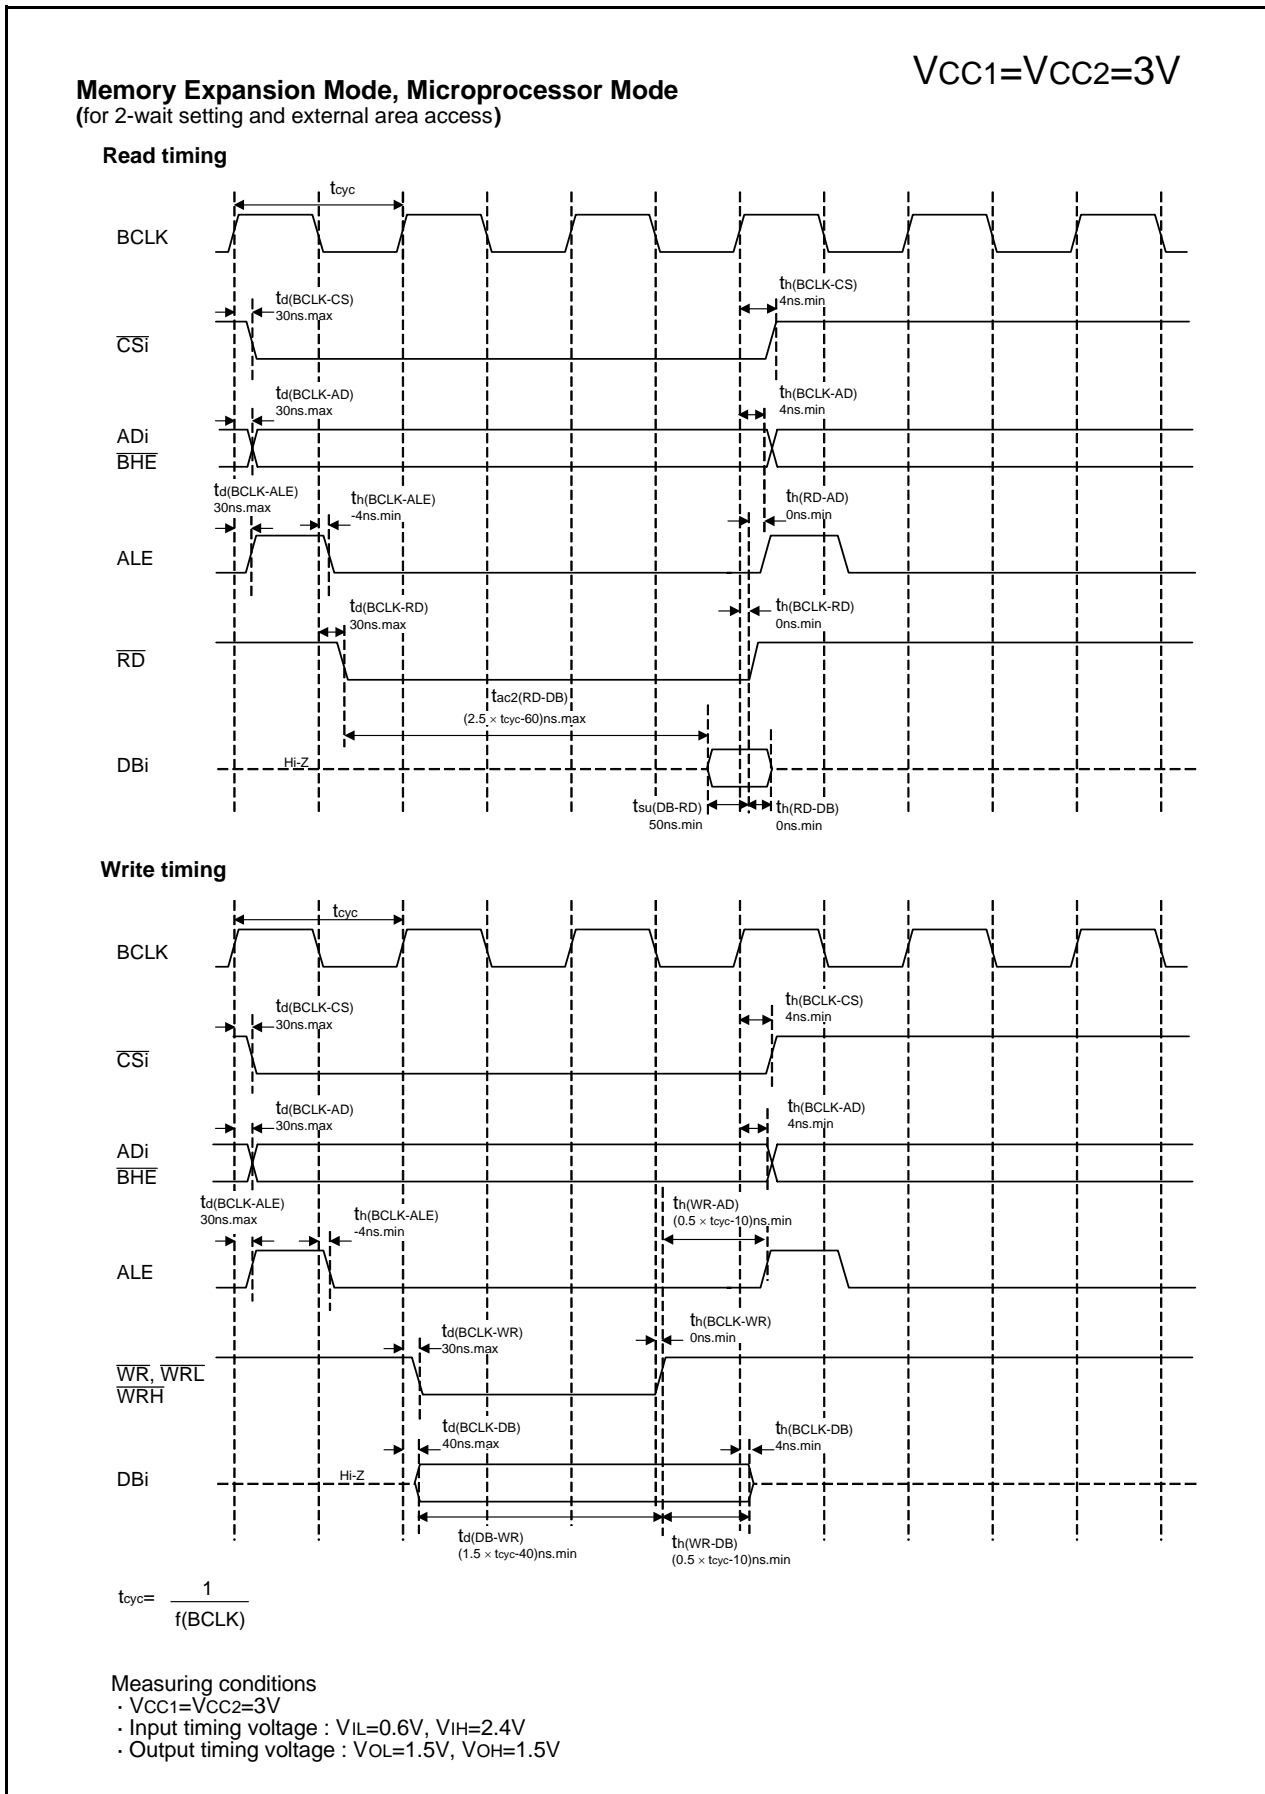 VCC1=VCC2=3V
Memory Expansion Mode, Microprocessor Mode
(for 2-wait setting and external area access)
Read timing
tcyc
BCLK
td(BCLK-CS)
30ns.max
th(BCLK-CS)
4ns.min
CSi
td(BCLK-AD)
30ns.max
th(BCLK-AD)
4ns.min
ADi
BHE
td(BCLK-ALE)
30ns.max
th(BCLK-ALE)
-4ns.min
th(RD-AD)
0ns.min
ALE
td(BCLK-RD)
30ns.max
th(BCLK-RD)
0ns.min
RD
tac2(RD-DB)
(2.5 × tcyc-60)ns.max
DBi
Hi-Z
tsu(DB-RD)
50ns.min
th(RD-DB)
0ns.min
Write timing
tcyc
BCLK
td(BCLK-CS)
30ns.max
th(BCLK-CS)
4ns.min
CSi
td(BCLK-AD)
30ns.max
th(BCLK-AD)
4ns.min
ADi
BHE
td(BCLK-ALE)
30ns.max
th(BCLK-ALE)
-4ns.min
th(WR-AD)
(0.5 × tcyc-10)ns.min
ALE
td(BCLK-WR)
30ns.max
th(BCLK-WR)
0ns.min
WR, WRL
WRH
td(BCLK-DB)
40ns.max
th(BCLK-DB)
4ns.min
DBi
Hi-Z
td(DB-WR)
(1.5 × tcyc-40)ns.min
th(WR-DB)
(0.5 × tcyc-10)ns.min
tcyc= 1
f(BCLK)
Measuring conditions
· VCC1=VCC2=3V
· Input timing voltage : VIL=0.6V, VIH=2.4V
· Output timing voltage : VOL=1.5V, VOH=1.5V